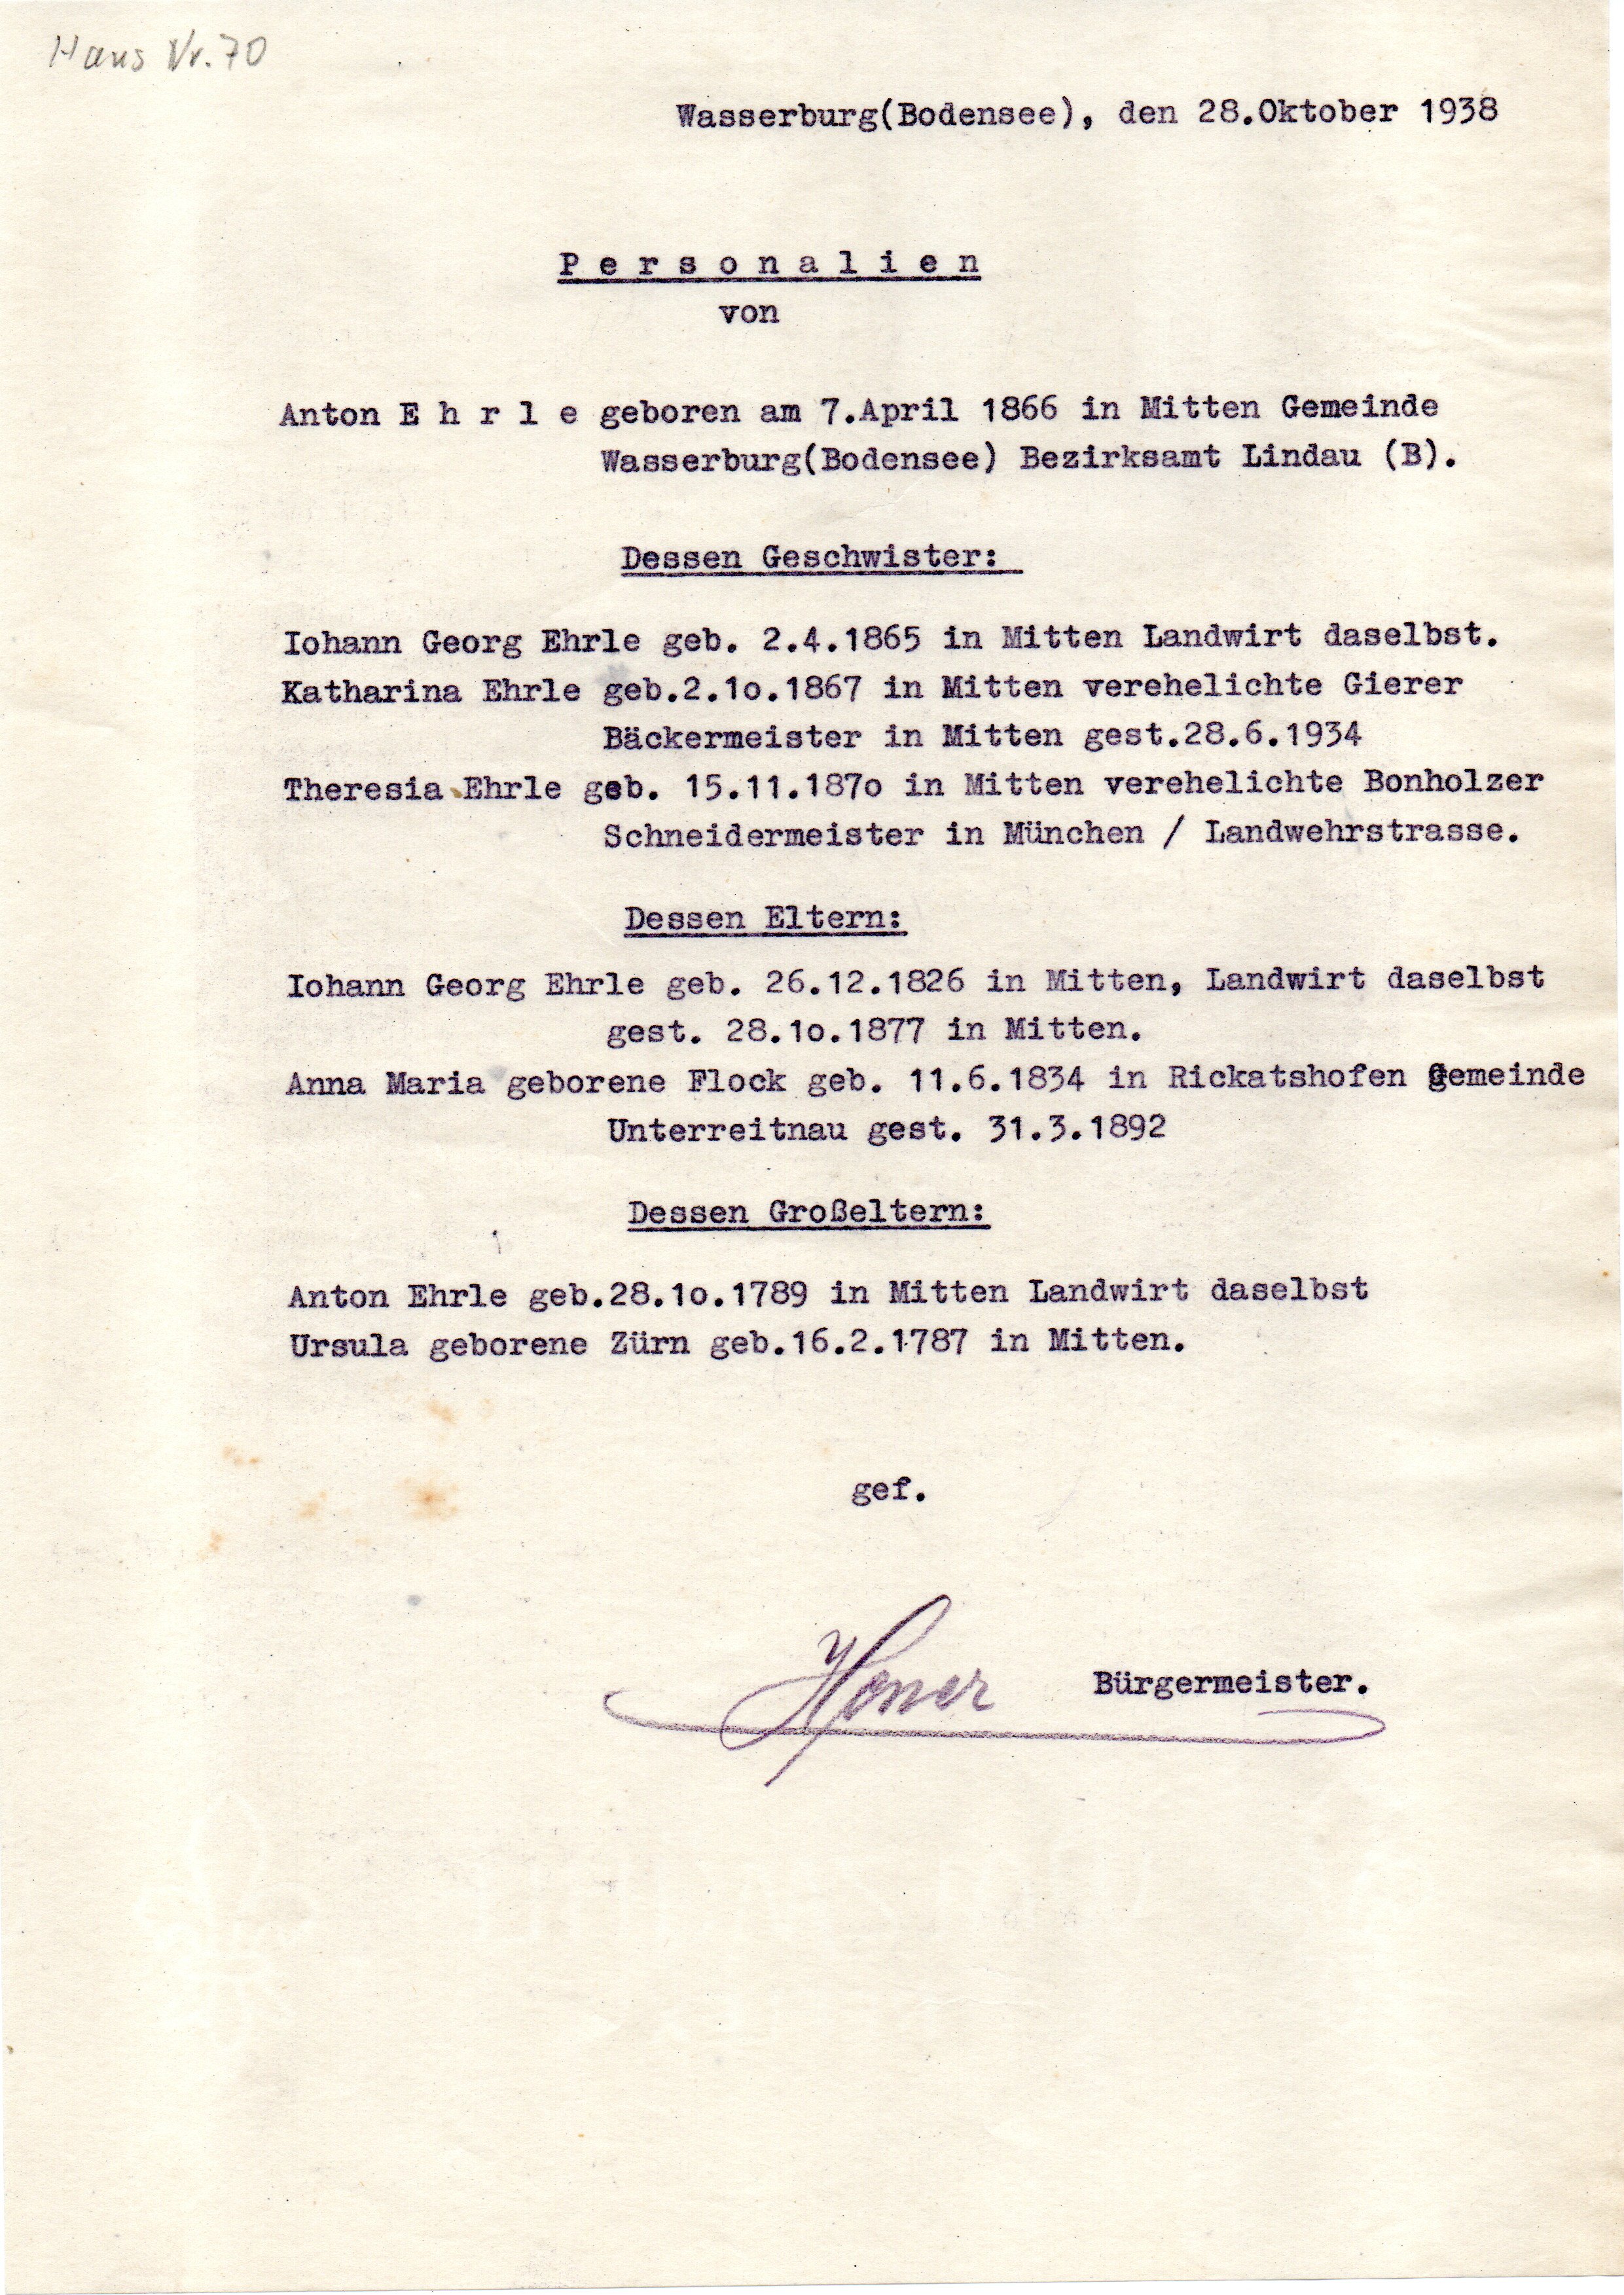 Haus Nr. 70
Wasserburg(Bodensee), den 28.Oktober 1938
P e r s o n a l i e n
von
Anton E h r l e geboren am 7.April 1866 in Mitten Gemeinde
Wasserburg(Bodensee) Bezirksamt Lindau (B).
Dessen Geschwister:
Iohann Georg Ehrle geb. 2.4.1865 in Mitten Landwirt daselbst.
Katharina Ehrle geb.2.1o.1867 in Mitten verehelichte Gierer
Bäckermeister in Mitten gest.28.6.1934
Theresia Ehrle geb. 15.11.187o in Mitten verehelichte Bonholzer
Schneidermeister in München / Landwehrstrasse.
Dessen Eltern:
Iohann Georg Ehrle geb. 26.12.1826 in Mitten, Landwirt daselbst
gest. 28.1o.1877 in Mitten.
Anna Maria geborene Flock geb. 11.6.1834 in Rickatshofen Gemeinde
Unterreitnau gest. 31.3.1892
Dessen Großeltern:
Anton Ehrle geb.28.1o.1789 in Mitten Landwirt daselbst
Ursula geborene Zürn geb.16.2.1787 in Mitten.
gef.
Bürgermeister.